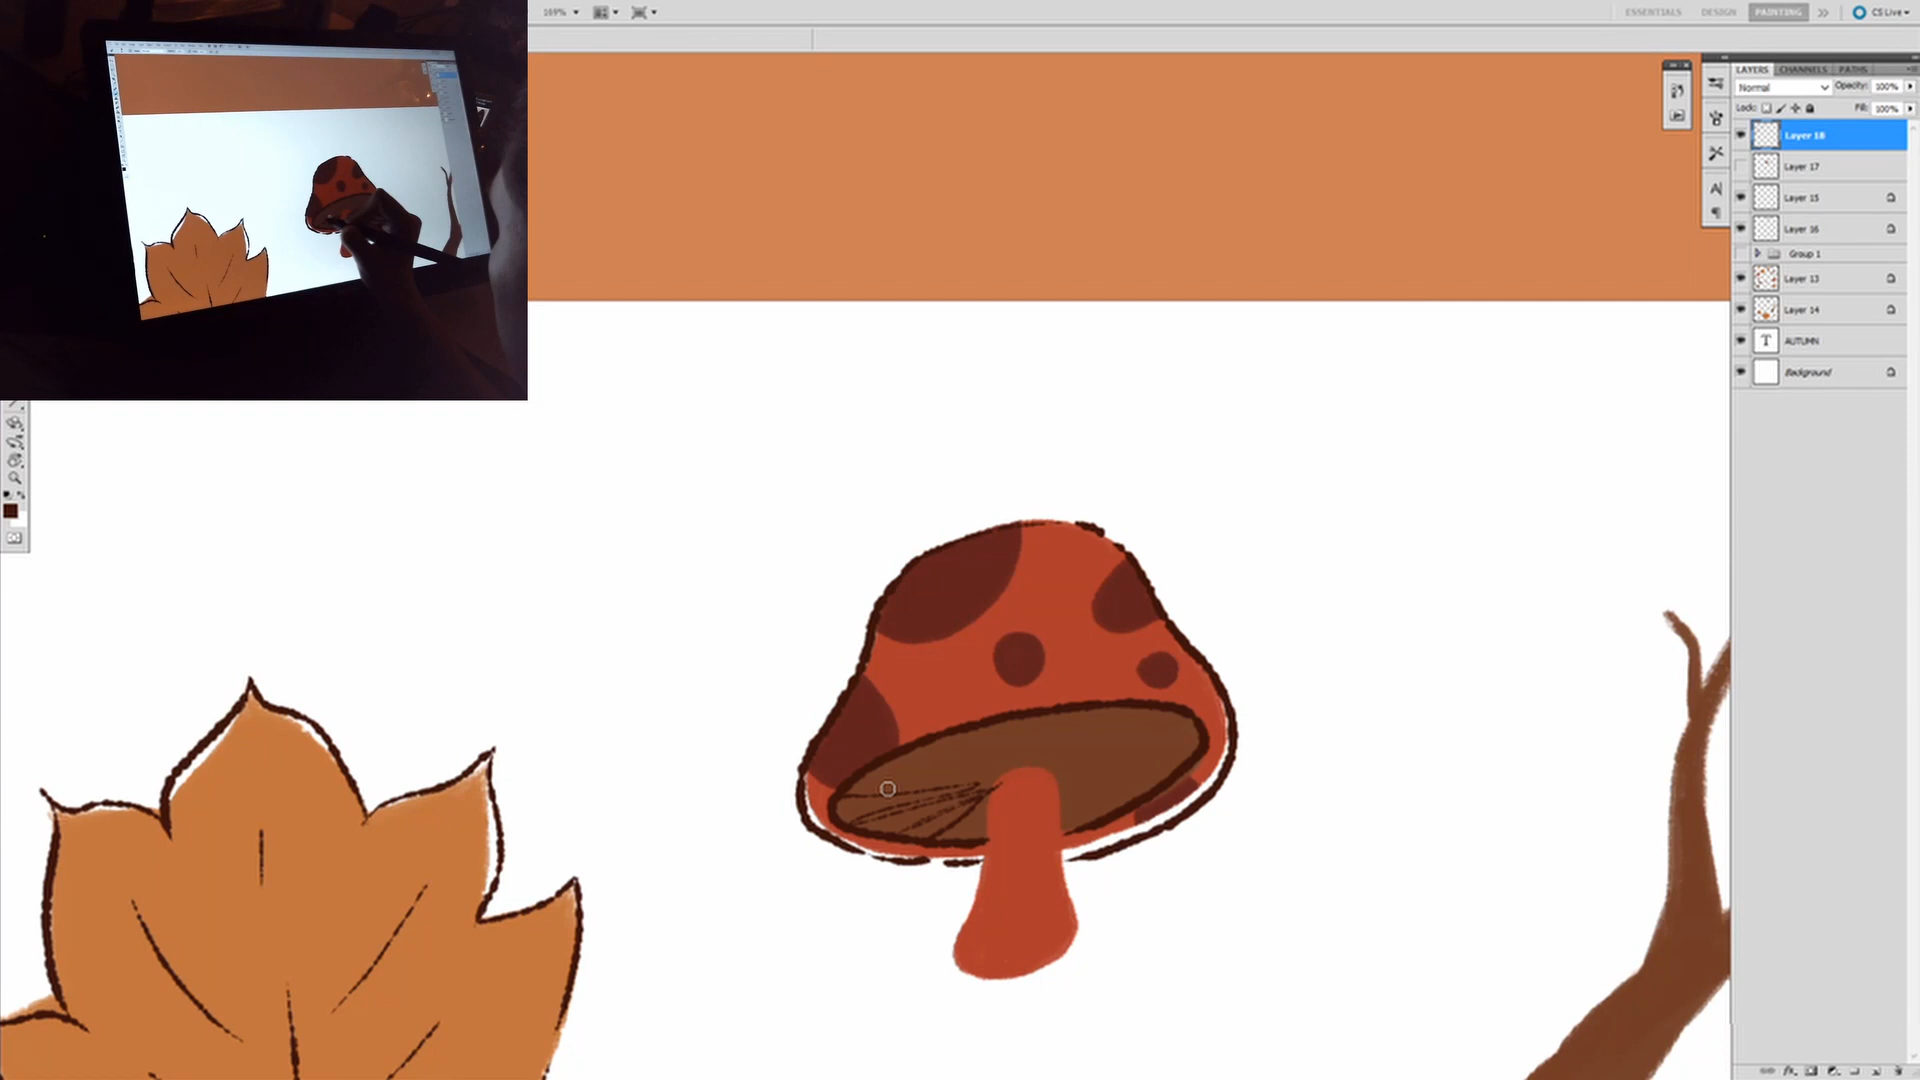 169%
ESSENTIALS DESIGN PAINTING CS Live
LAYERS CHANNELS PATHS
Normal Opacity: 100%
Lock: Fill: 100%
Layer 18
Layer 17
Layer 15
Layer 16
Group 1
Layer 13
Layer 14
T AUTUMN
Background